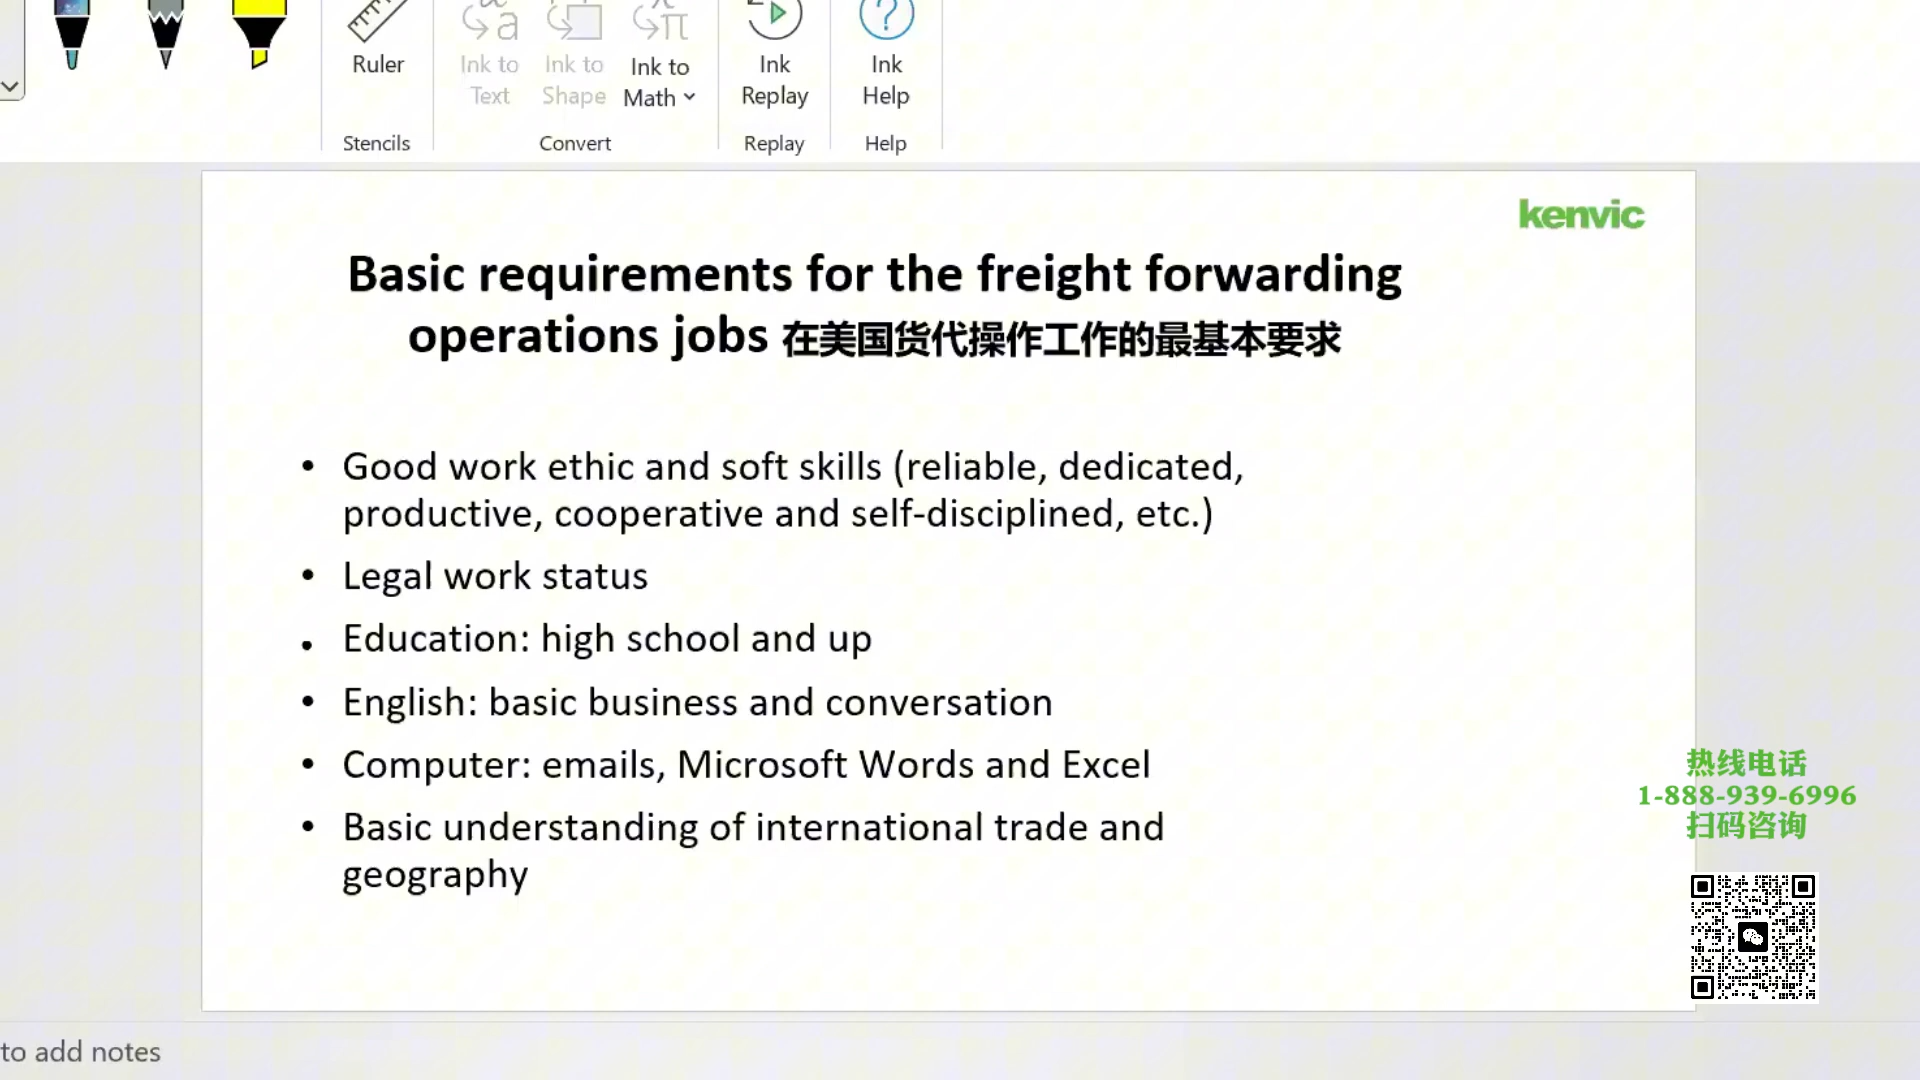 Ruler
Ink to Text
Ink to Shape
Ink to Math
Ink Replay
Ink Help
Stencils
Convert
Replay
Help
kenvic
Basic requirements for the freight forwarding
operations jobs 在美国货代操作工作的最基本要求
• Good work ethic and soft skills (reliable, dedicated,
productive, cooperative and self-disciplined, etc.)
• Legal work status
• Education: high school and up
• English: basic business and conversation
• Computer: emails, Microsoft Words and Excel
• Basic understanding of international trade and
geography
热线电话
1-888-939-6996
扫码咨询
to add notes